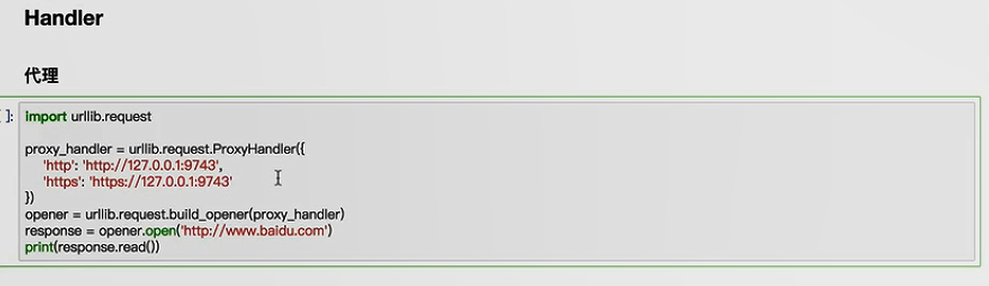 Handler
代理
]:
import urllib.request
proxy_handler = urllib.request.ProxyHandler({
'http': 'http://127.0.0.1:9743',
'https': 'https://127.0.0.1:9743'
})
opener = urllib.request.build_opener(proxy_handler)
response = opener.open('http://www.baidu.com')
print(response.read())